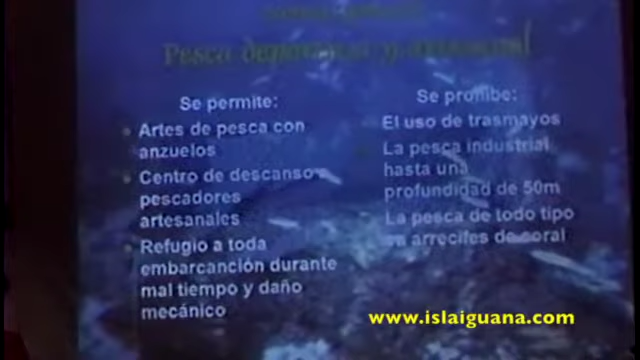 Pesca deportiva y artesanal
Se permite:
Artes de pesca con
anzuelos
Centro de descanso
pescadores
artesanales
Refugio a toda
embarcanción durante
mal tiempo y daño
mecánico
Se prohibe:
El uso de trasmayos
La pesca industrial
hasta una
profundidad de 50m
La pesca de todo tipo
en arrecifes de coral
www.islaiguana.com